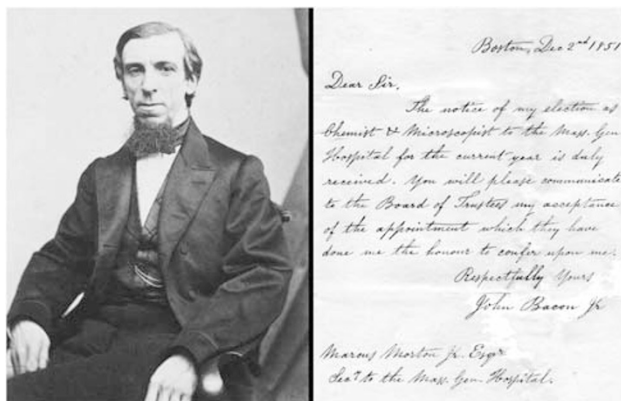 Boston, Dec 2nd 1851
Dear Sir,
The notice of my election as
Chemist & Microscopist to the Mass. Gen
Hospital for the current year is duly
received. You will please communicate
to the Board of Trustees my acceptance
of the appointment which they have
done me the honour to confer upon me.
Respectfully Yours
John Bacon Jr
Marcus Morton Jr. Esqr
Secy to the Mass. Gen. Hospital.